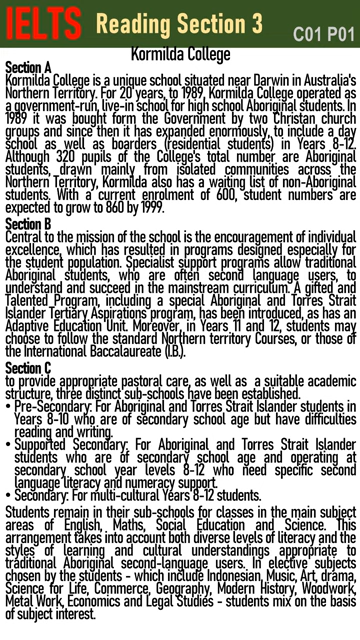 IELTS Reading Section 3 C01 P01
Kormilda College
Section A
Kormilda College is a unique school situated near Darwin in Australia's
Northern Territory. For 20 years, to 1989, Kormilda College operated as
a government-run, live-in school for high school Aboriginal students. In
1989 it was bought form the Government by two Christan church
groups and since then it has expanded enormously, to include a day
school as well as boarders (residential students) in Years 8-12.
Although 320 pupils of the College's total number are Aboriginal
students, drawn mainly from isolated communities across the
Northern Territory, Kormilda also has a waiting list of non-Aboriginal
students. With a current enrolment of 600, student numbers are
expected to grow to 860 by 1999.
Section B
Central to the mission of the school is the encouragement of individual
excellence, which has resulted in programs designed especially for
the student population. Specialist support programs allow traditional
Aboriginal students, who are often second language users, to
understand and succeed in the mainstream curriculum. A gifted and
Talented Program, including a special Aboriginal and Torres Strait
Islander Tertiary Aspirations program, has been introduced, as has an
Adaptive Education Unit. Moreover, in Years 11 and 12, students may
choose to follow the standard Northern territory Courses, or those of
the International Baccalaureate (I.B.).
Section C
to provide appropriate pastoral care, as well as a suitable academic
structure, three distinct sub-schools have been established.
• Pre-Secondary: For Aboriginal and Torres Strait Islander students in
Years 8-10 who are of secondary school age but have difficulties
reading and writing.
• Supported Secondary: For Aboriginal and Torres Strait Islander
students who are of secondary school age and operating at
secondary school year levels 8-12 who need specific second
language literacy and numeracy support.
• Secondary: For multi-cultural Years 8-12 students.
Students remain in their sub-schools for classes in the main subject
areas of English, Maths, Social Education and Science. This
arrangement takes into account both diverse levels of literacy and the
styles of learning and cultural understandings appropriate to
traditional Aboriginal second-language users. In elective subjects
chosen by the students - which include Indonesian, Music, Art, drama,
Science for Life, Commerce, Geography, Modern History, Woodwork,
Metal Work, Economics and Legal Studies - students mix on the basis
of subject interest.